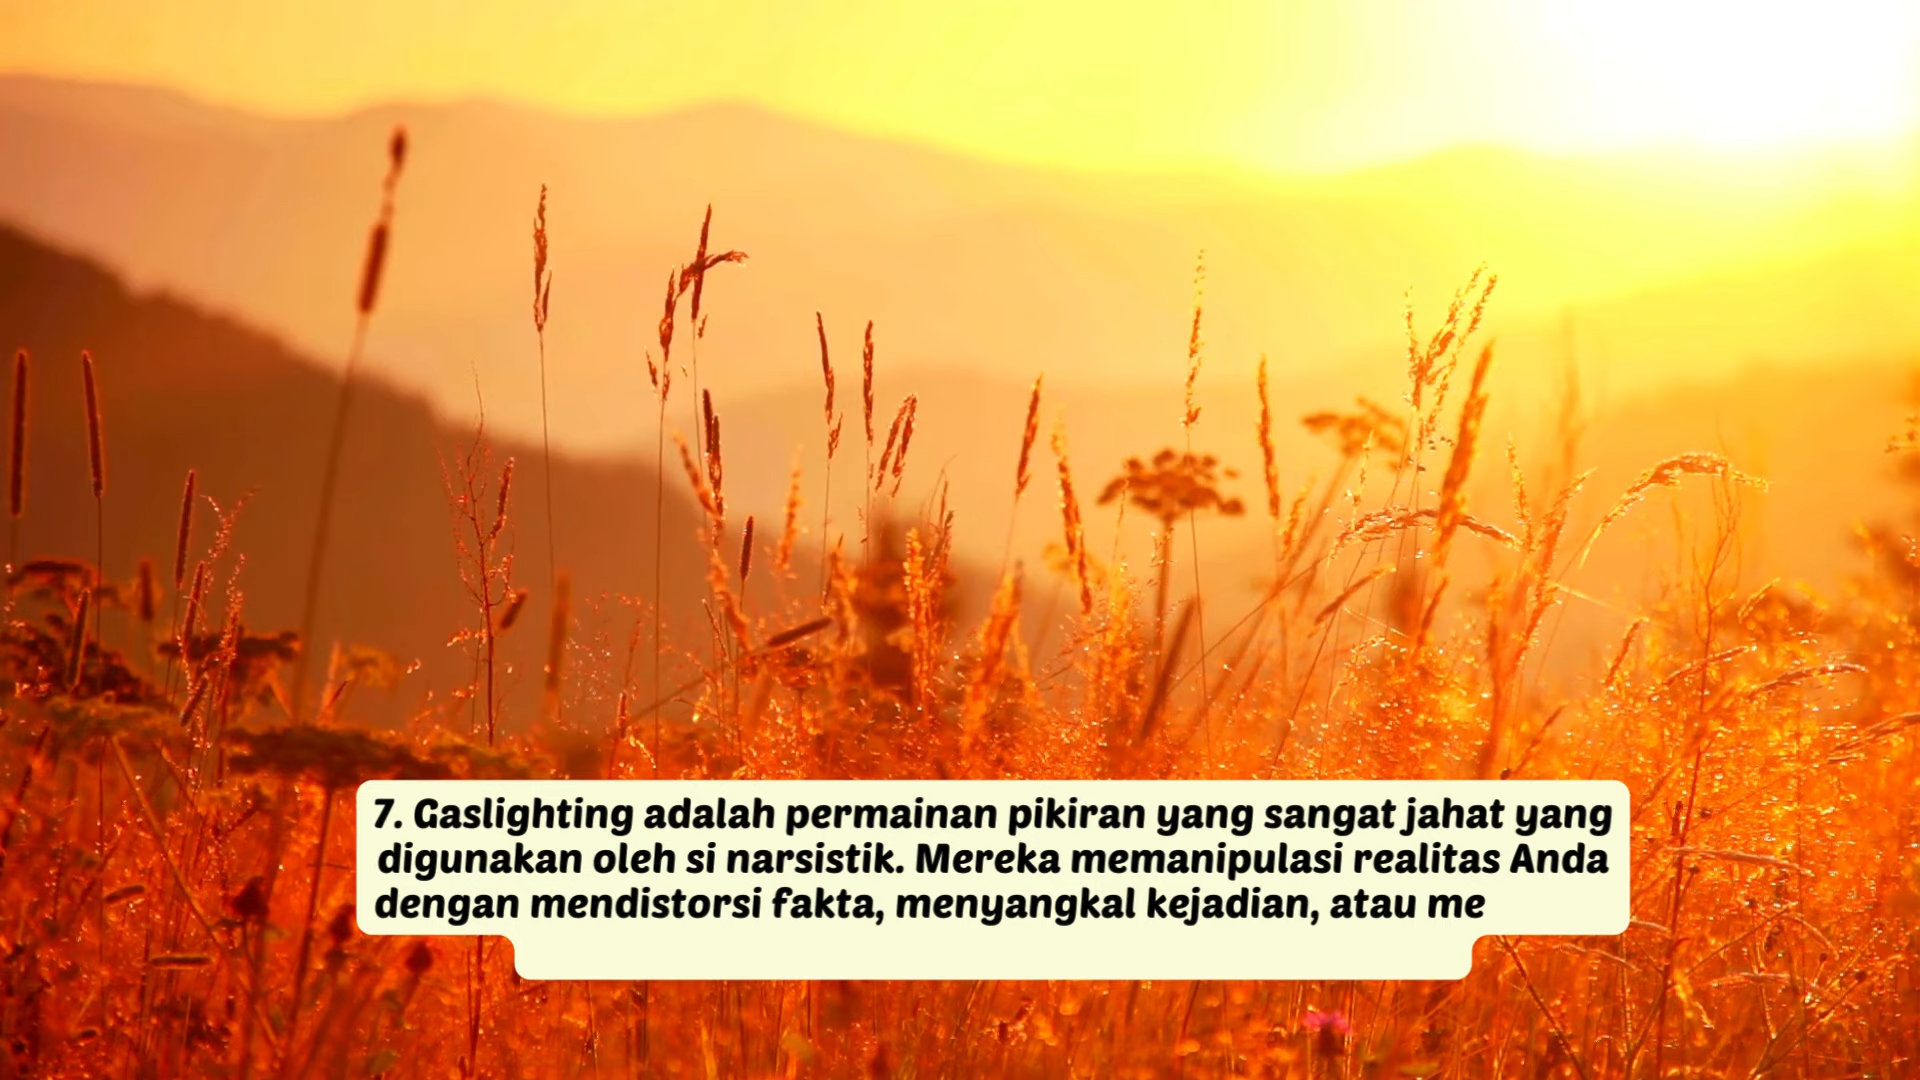 7. Gaslighting adalah permainan pikiran yang sangat jahat yang
digunakan oleh si narsistik. Mereka memanipulasi realitas Anda
dengan mendistorsi fakta, menyangkal kejadian, atau me